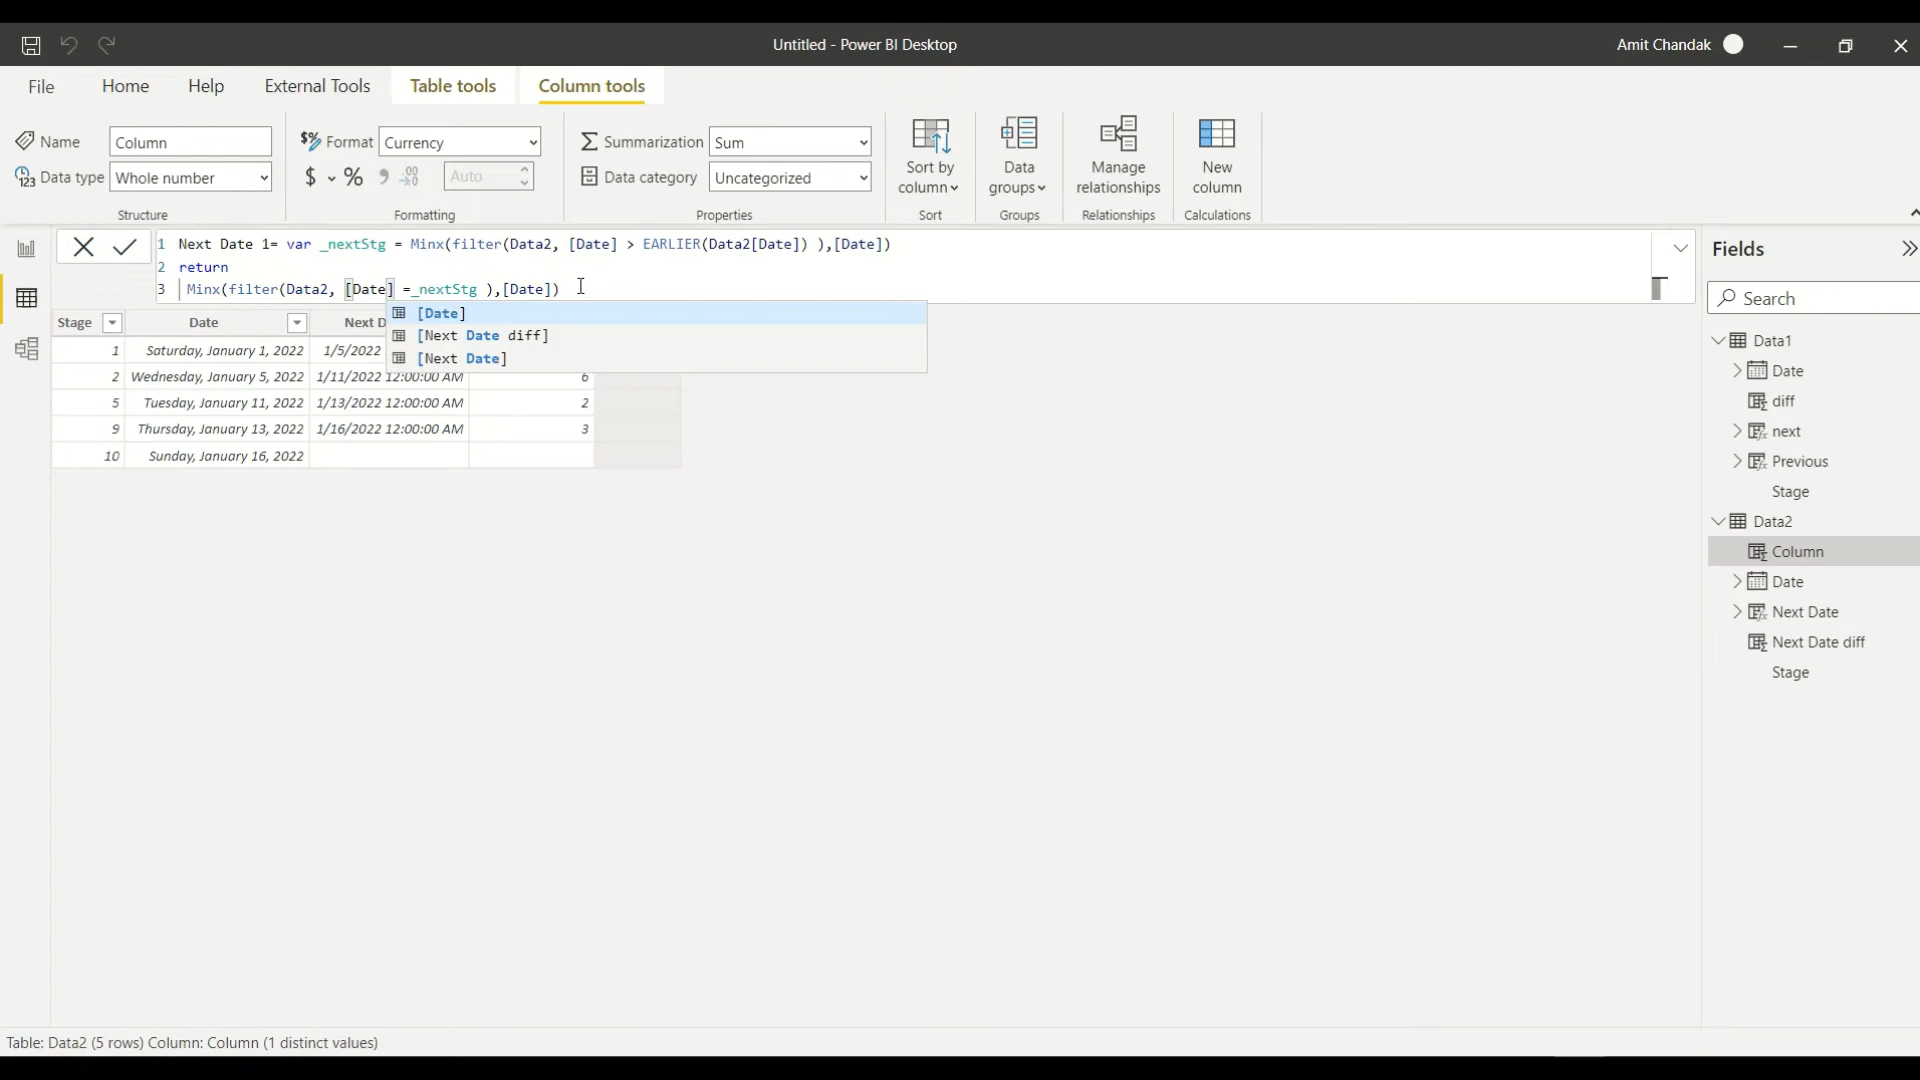 Untitled - Power BI Desktop
Amit Chandak
File Home Help External Tools Table tools Column tools
Name Column
Data type Whole number
Structure
Format Currency
$ % 9 .00
Auto
Formatting
Summarization Sum
Data category Uncategorized
Properties
Sort by
column
Sort
Data
groups
Groups
Manage
relationships
Relationships
New
column
Calculations
1 Next Date 1= var _nextStg = Minx(filter(Data2, [Date] > EARLIER(Data2[Date]) ),[Date])
2 return
3 Minx(filter(Data2, [Date] =_nextStg ),[Date])
[Date]
[Next Date diff]
[Next Date]
Stage Date Next D
1 Saturday, January 1, 2022 1/5/2022
2 Wednesday, January 5, 2022 1/11/2022 12:00:00 AM 6
5 Tuesday, January 11, 2022 1/13/2022 12:00:00 AM 2
9 Thursday, January 13, 2022 1/16/2022 12:00:00 AM 3
10 Sunday, January 16, 2022
Fields
Search
Data1
Date
diff
next
Previous
Stage
Data2
Column
Date
Next Date
Next Date diff
Stage
Table: Data2 (5 rows) Column: Column (1 distinct values)